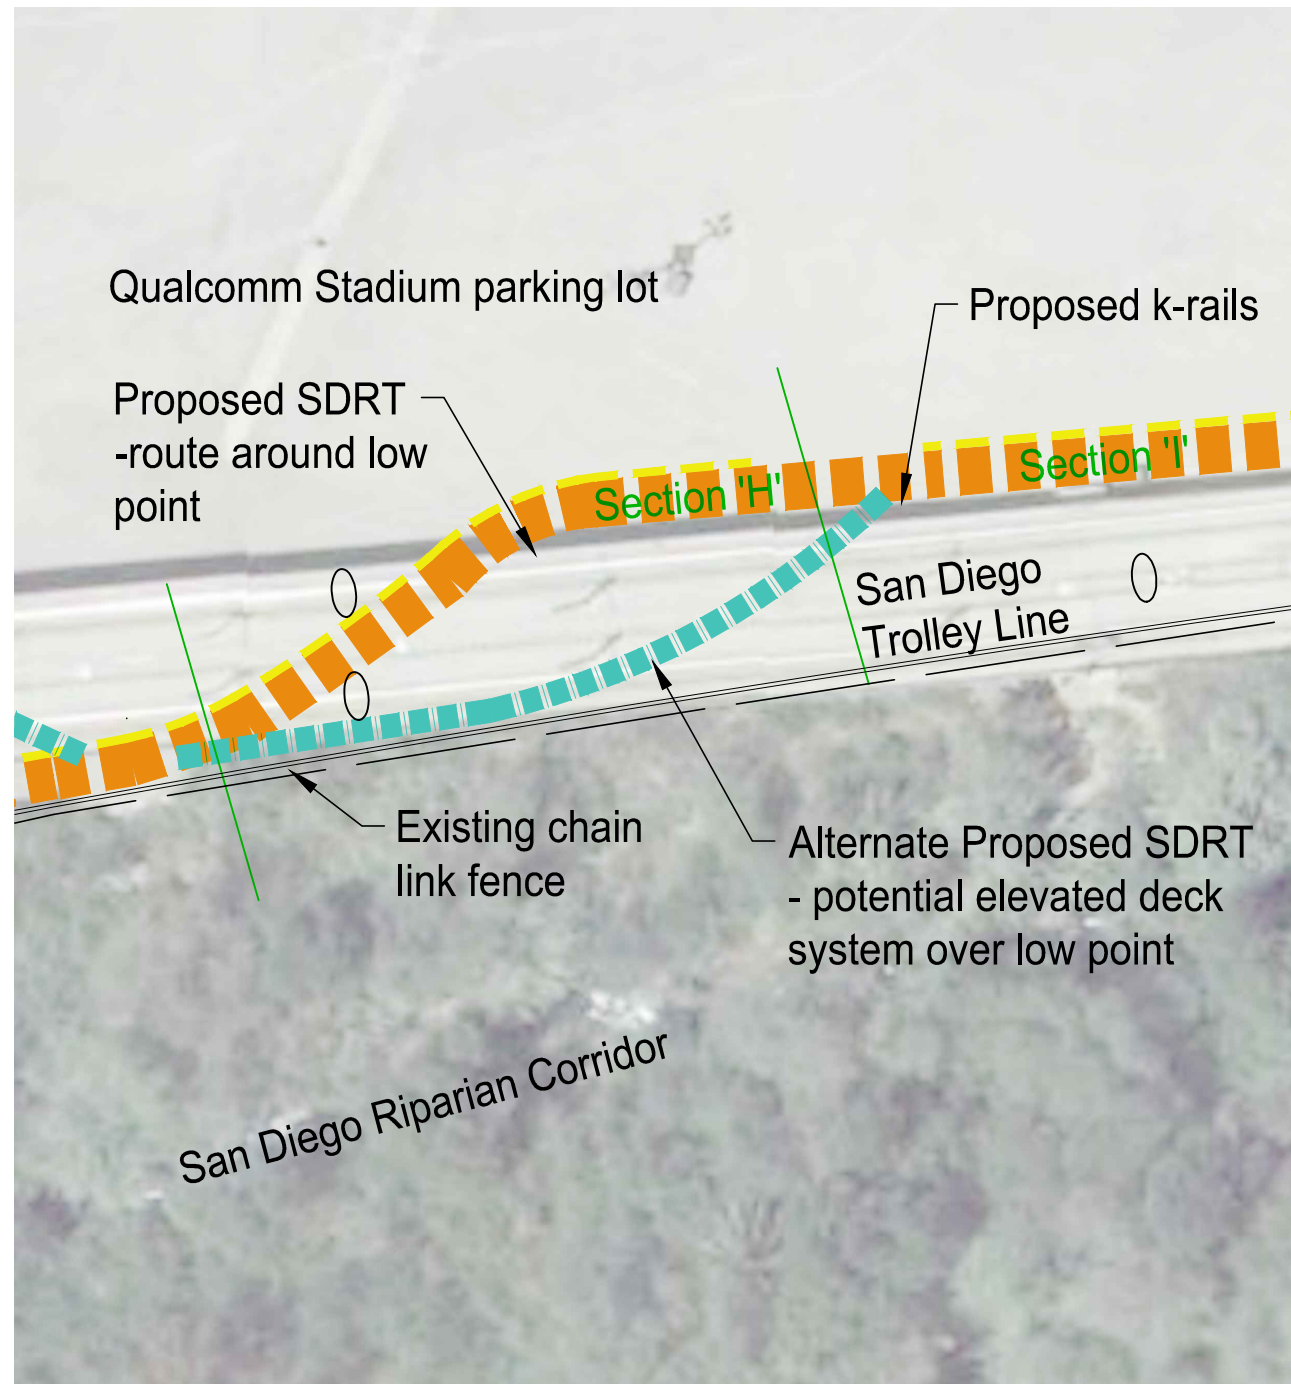 Qualcomm Stadium parking lot
Proposed k-rails
Proposed SDRT
-route around low
point
Section 'H'
Section 'I'
San Diego
Trolley Line
Existing chain
link fence
Alternate Proposed SDRT
- potential elevated deck
system over low point
San Diego Riparian Corridor